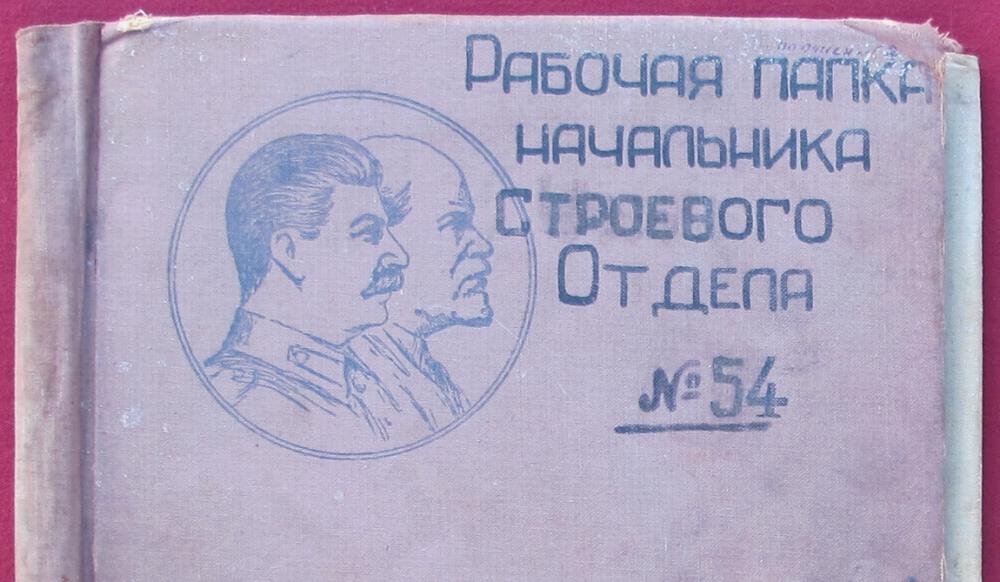 Рабочая папка
начальника
строевого
Отдела
№ 54